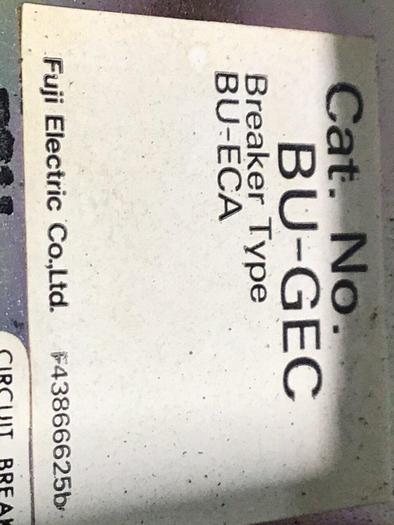 Cat. No.
BU-GEC
Breaker Type
BU-ECA
Fuji Electric Co.,Ltd. F43866625b
CIRCUIT BREA